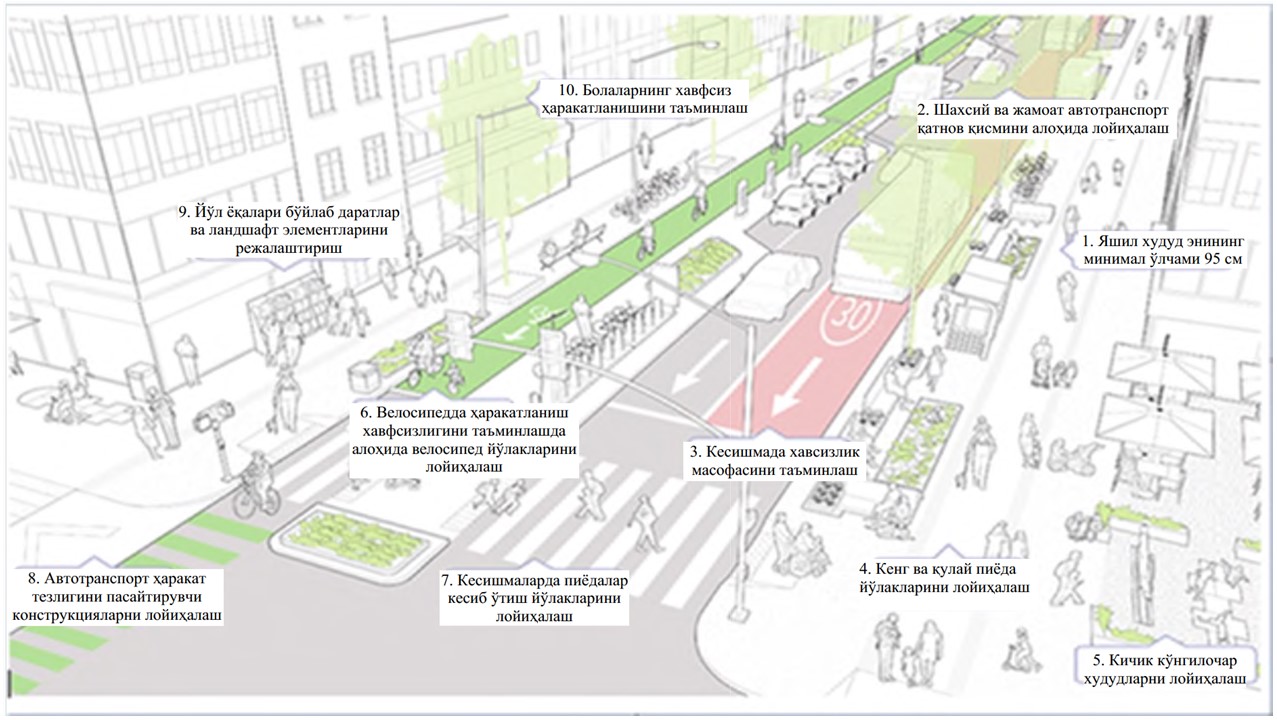 10. Болаларнинг хавфсиз
ҳаракатланишини таъминлаш
2. Шахсий ва жамоат автотранспорт
қатнов қисмини алоҳида лойиҳалаш
9. Йўл ёқалари бўйлаб даратлар
ва ландшафт элементларини
режалаштириш
1. Яшил худуд энининг
минимал ўлчами 95 см
30
6. Велосипедда ҳаракатланиш
хавфсизлигини таъминлашда
алоҳида велосипед йўлакларини
лойиҳалаш
3. Кесишмада хавсизлик
масофасини таъминлаш
8. Автотранспорт ҳаракат
тезлигини пасайтирувчи
конструкцияларни лойиҳалаш
7. Кесишмаларда пиёдалар
кесиб ўтиш йўлакларини
лойиҳалаш
4. Кенг ва қулай пиёда
йўлакларини лойиҳалаш
5. Кичик кўнгилочар
худудларни лойиҳалаш